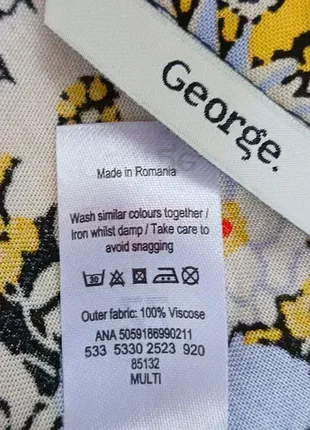 George.
Made in Romania
Wash similar colours together /
Iron whilst damp / Take care to
avoid snagging
30
Outer fabric: 100% Viscose
ANA 5059186990211
533 5330 2523 920
85132
MULTI